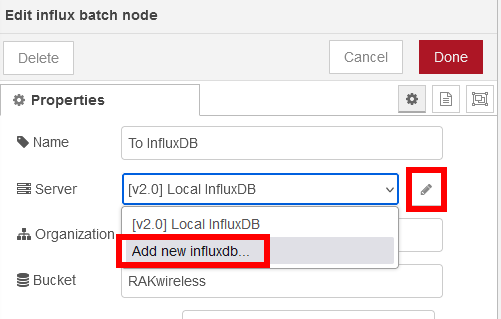 Edit influx batch node
Delete
Cancel
Done
Properties
Name
To InfluxDB
Server
[v2.0] Local InfluxDB
[v2.0] Local InfluxDB
Organization
Add new influxdb...
Bucket
RAKwireless